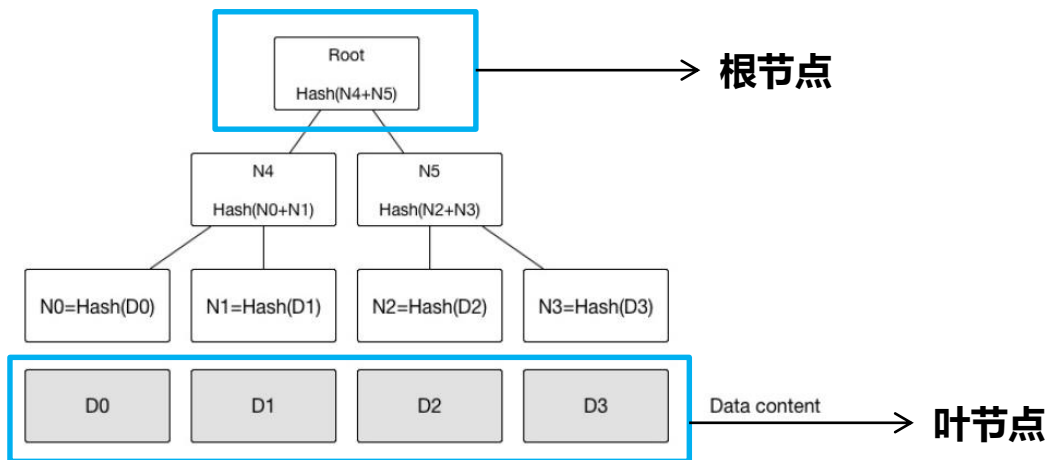 Root
Hash(N4+N5)
根节点
N4
Hash(N0+N1)
N5
Hash(N2+N3)
N0=Hash(D0)
N1=Hash(D1)
N2=Hash(D2)
N3=Hash(D3)
D0
D1
D2
D3
Data content
叶节点